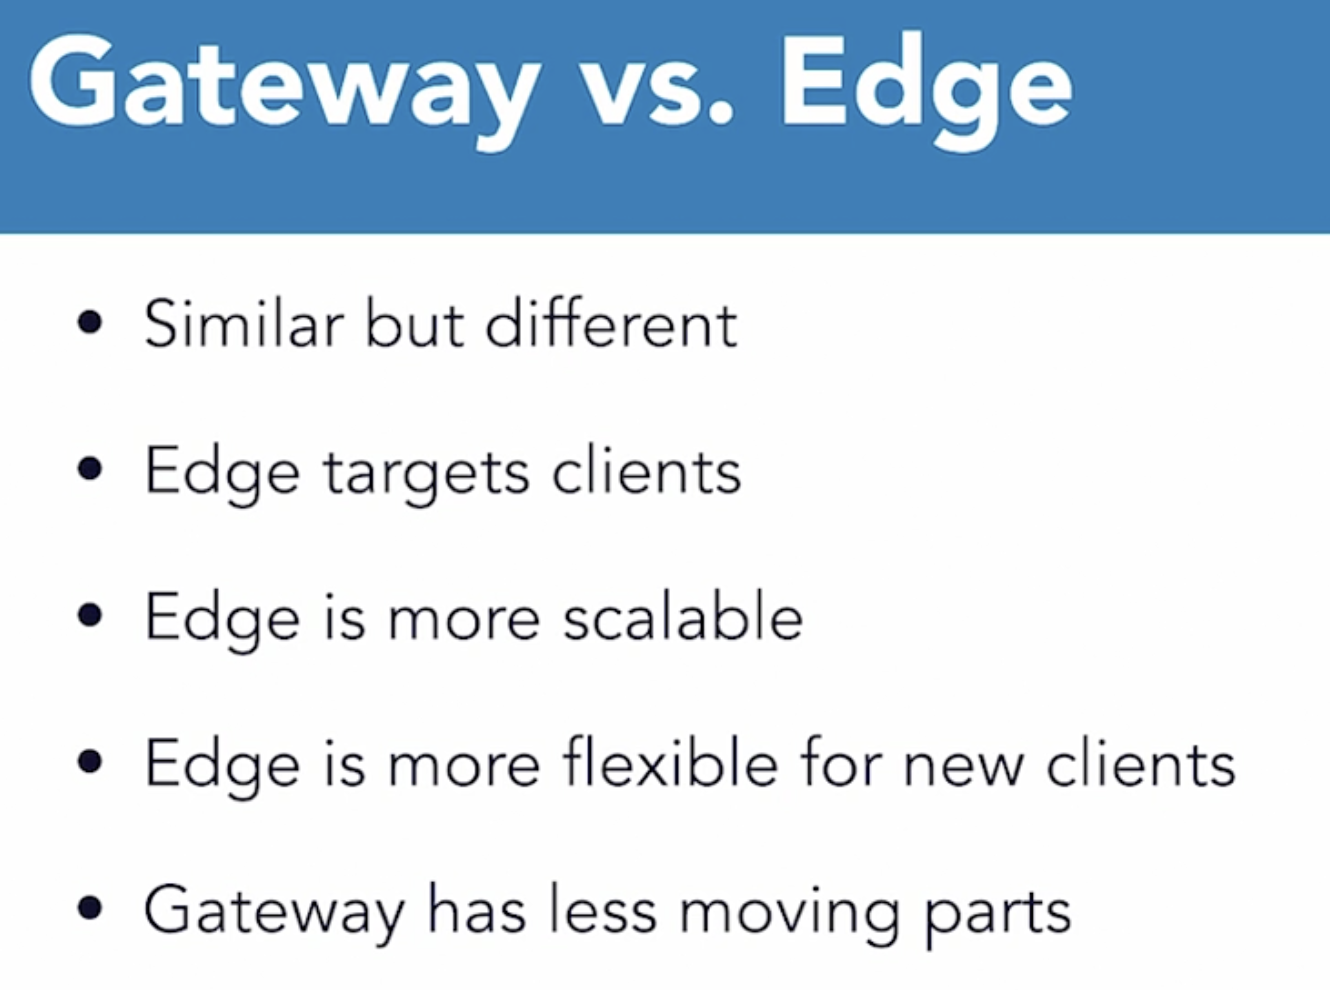 Gateway vs. Edge
• Similar but different
• Edge targets clients
• Edge is more scalable
• Edge is more flexible for new clients
• Gateway has less moving parts